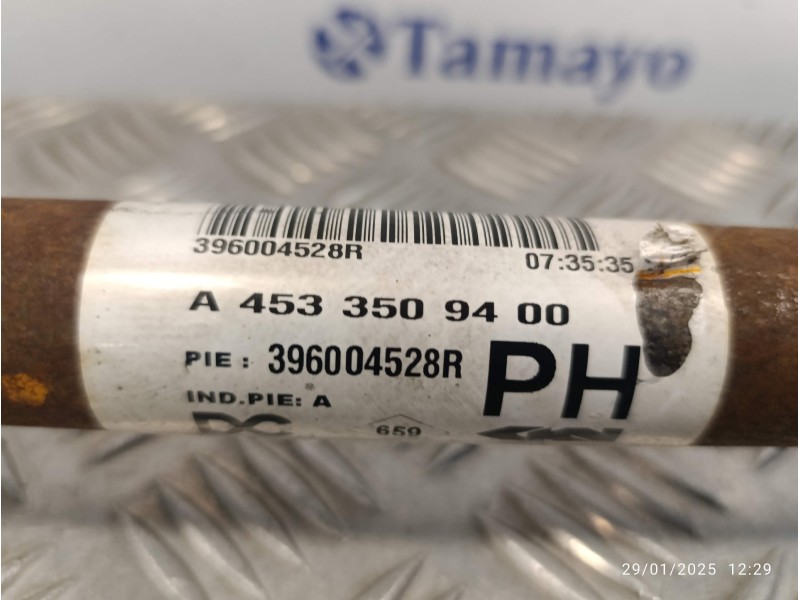 Tamayo
396004528R
07:35:35
A 453 350 94 00
PIE : 396004528R
PH
IND.PIE: A
659
29/01/2025 12:29